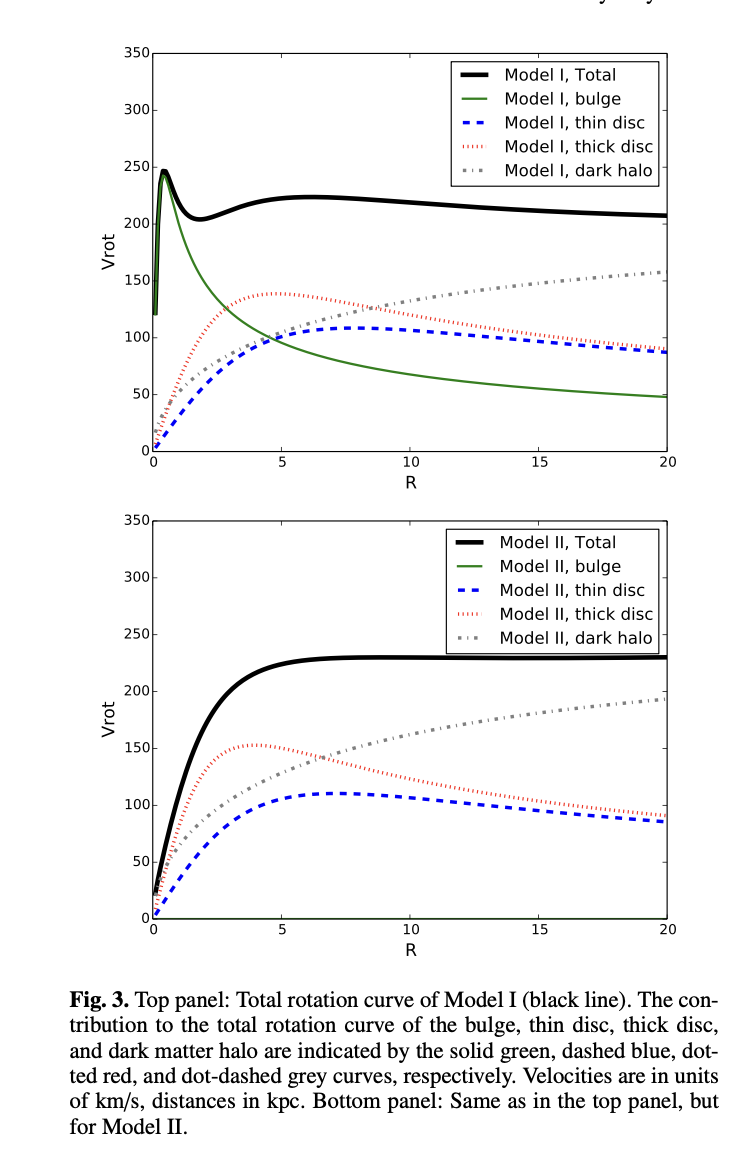 350
300
250
200
150
100
50
0
Vrot
0 5 10 15 20
R
Model I, Total
Model I, bulge
Model I, thin disc
Model I, thick disc
Model I, dark halo
350
300
250
200
150
100
50
0
Vrot
0 5 10 15 20
R
Model II, Total
Model II, bulge
Model II, thin disc
Model II, thick disc
Model II, dark halo
Fig. 3. Top panel: Total rotation curve of Model I (black line). The con-
tribution to the total rotation curve of the bulge, thin disc, thick disc,
and dark matter halo are indicated by the solid green, dashed blue, dot-
ted red, and dot-dashed grey curves, respectively. Velocities are in units
of km/s, distances in kpc. Bottom panel: Same as in the top panel, but
for Model II.